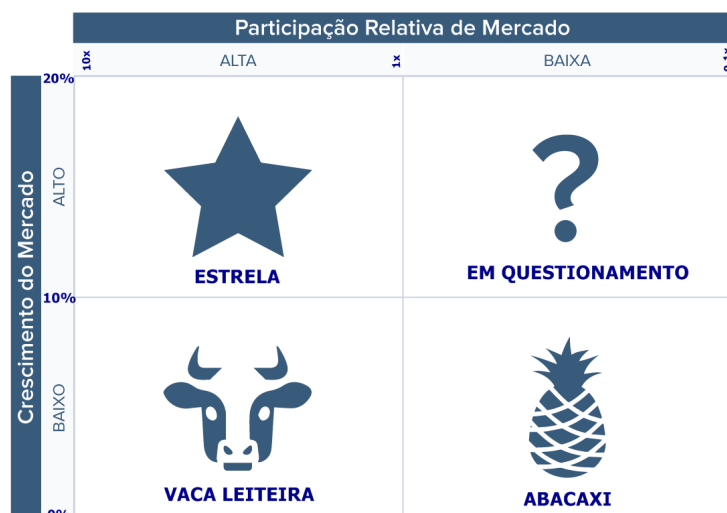 Participação Relativa de Mercado
10x
ALTA
1x
BAIXA
20%
Crescimento do Mercado
ALTO
ESTRELA
EM QUESTIONAMENTO
10%
BAIXO
VACA LEITEIRA
ABACAXI